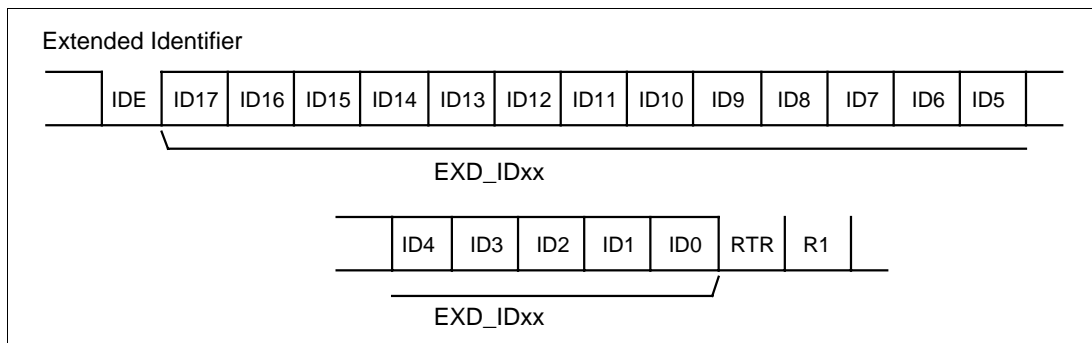 Extended Identifier
IDE ID17 ID16 ID15 ID14 ID13 ID12 ID11 ID10 ID9 ID8 ID7 ID6 ID5
EXD_IDxx
ID4 ID3 ID2 ID1 ID0 RTR R1
EXD_IDxx